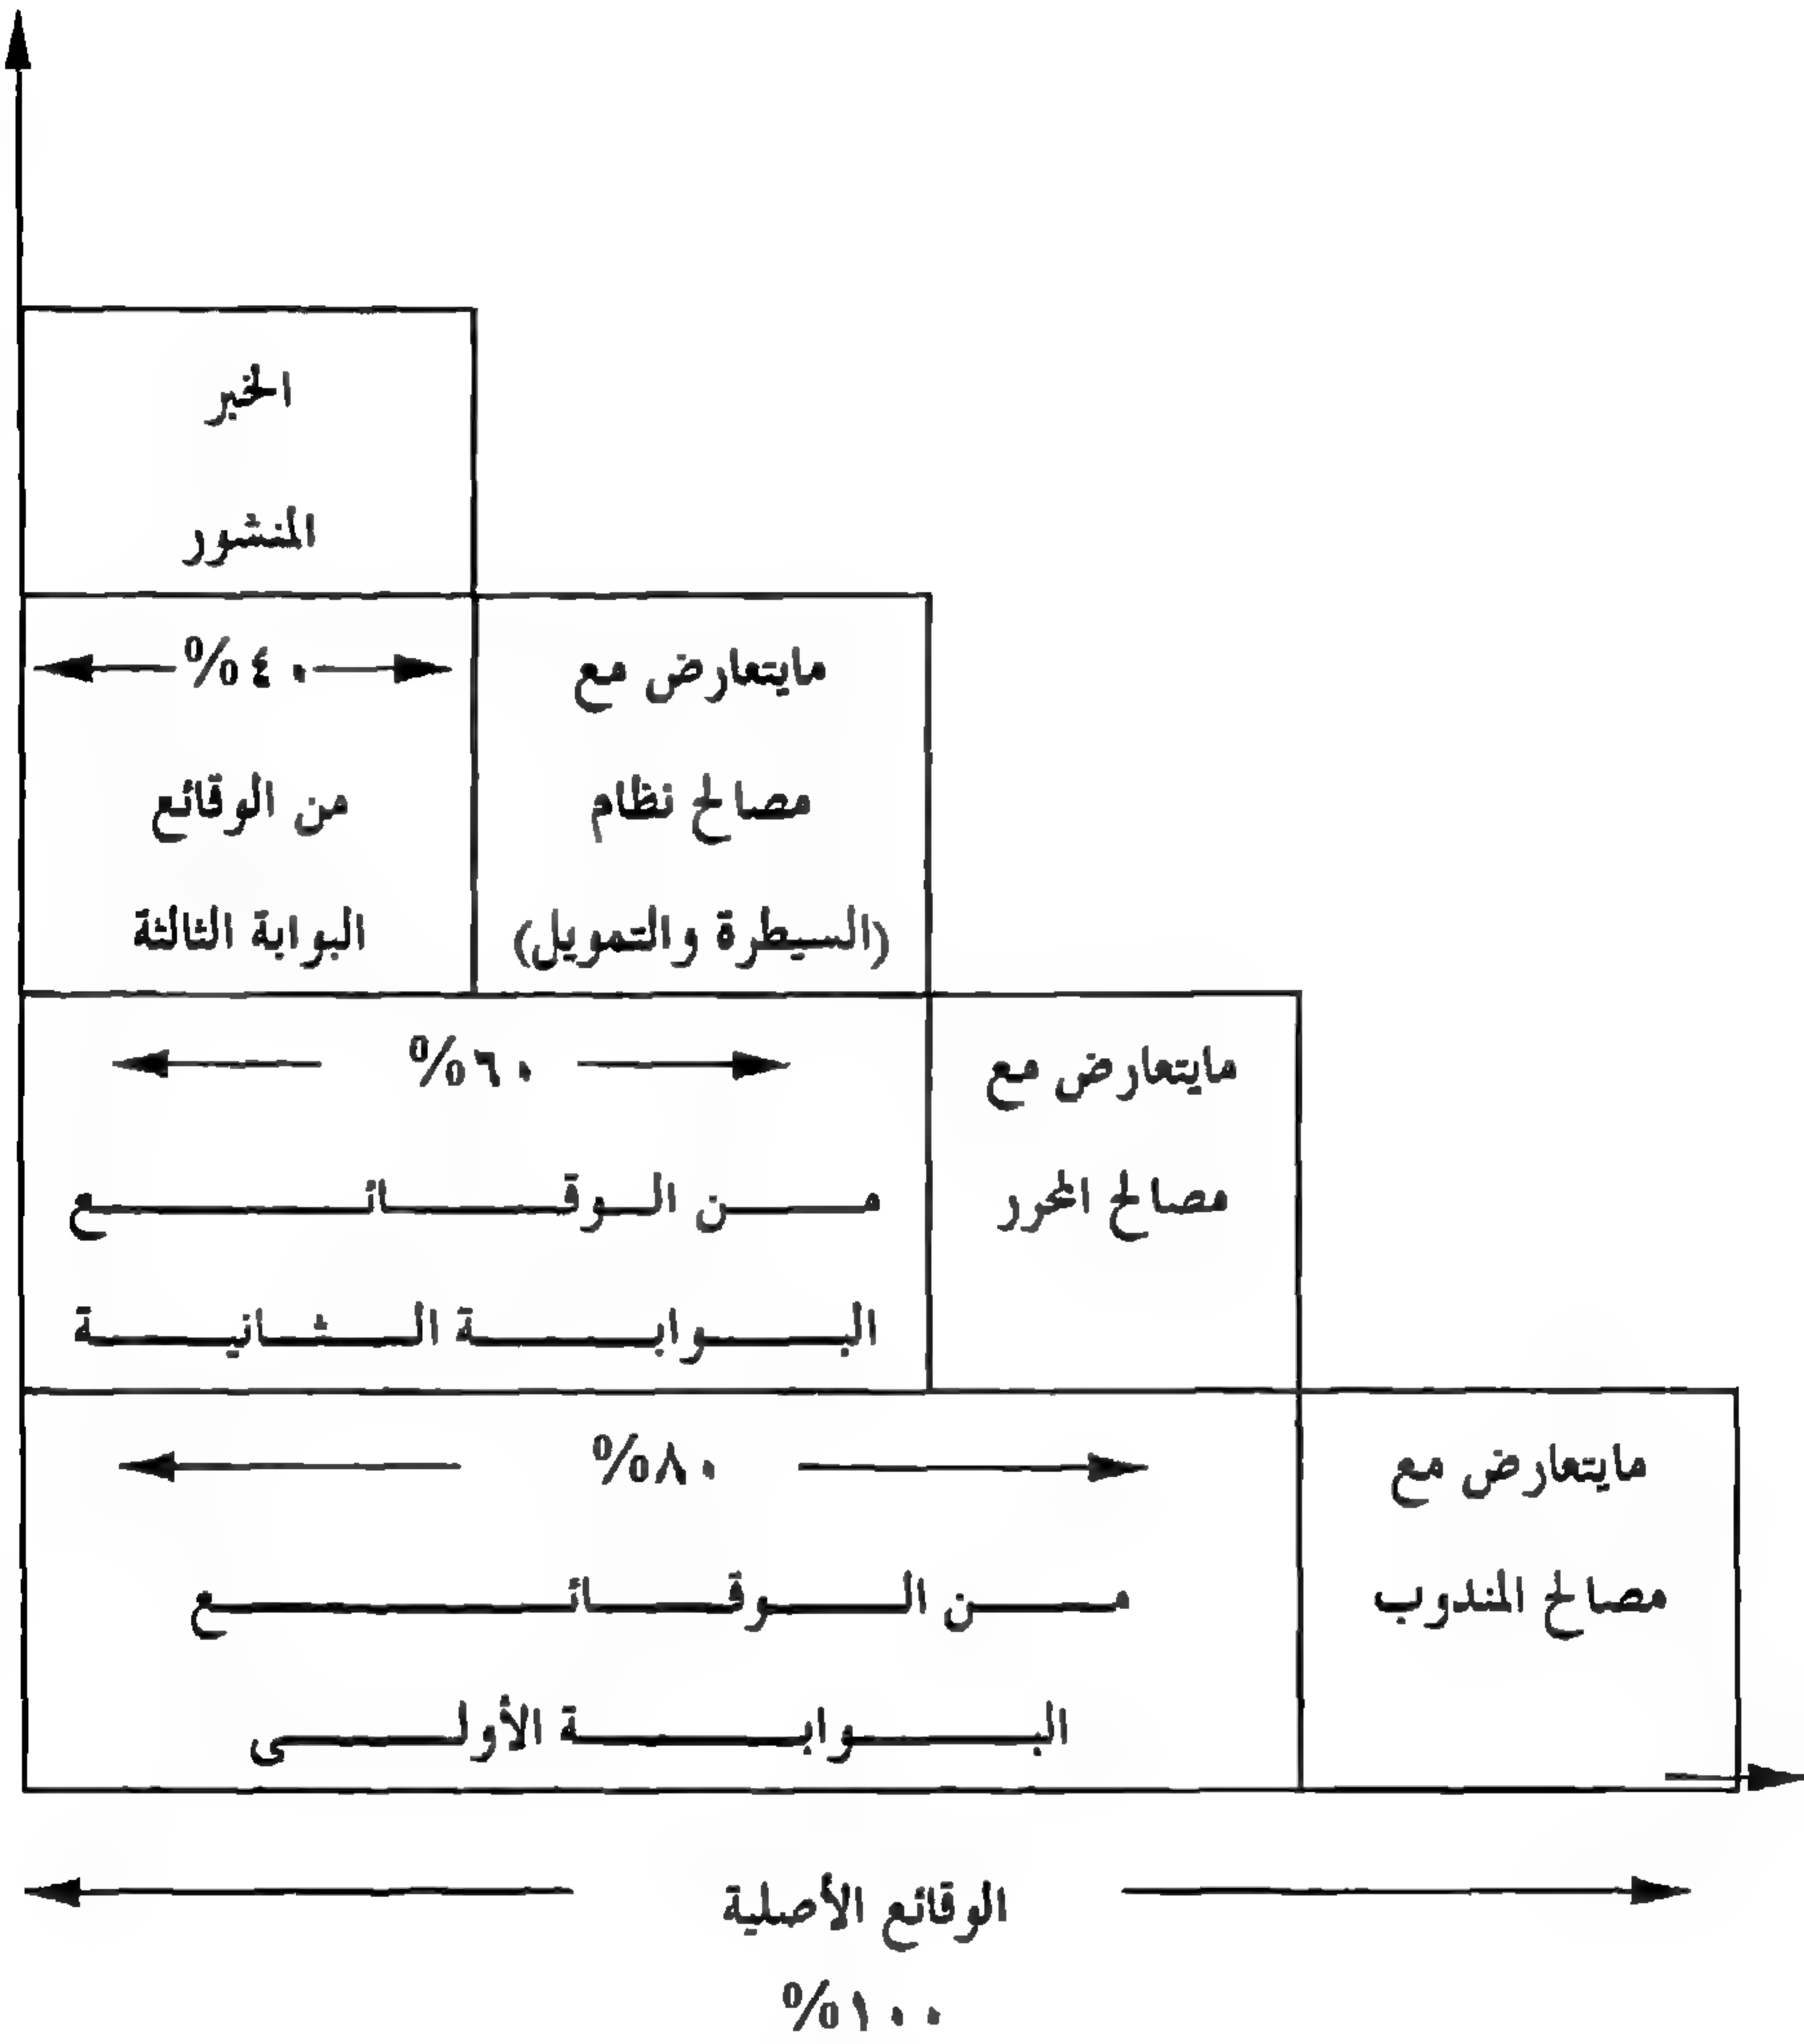 الخبر
المنشور
٤٠%
من الوقائع
البوابة الثالثة
مايتعارض مع
مصالح نظام
(السيطرة والتمويل)
٦٠%
من الوقائع
البوابة الثانية
مايتعارض مع
مصالح المحرر
٨٠%
من الوقائع
البوابة الأولى
مايتعارض مع
مصالح المندوب
الوقائع الأصلية
١٠٠%